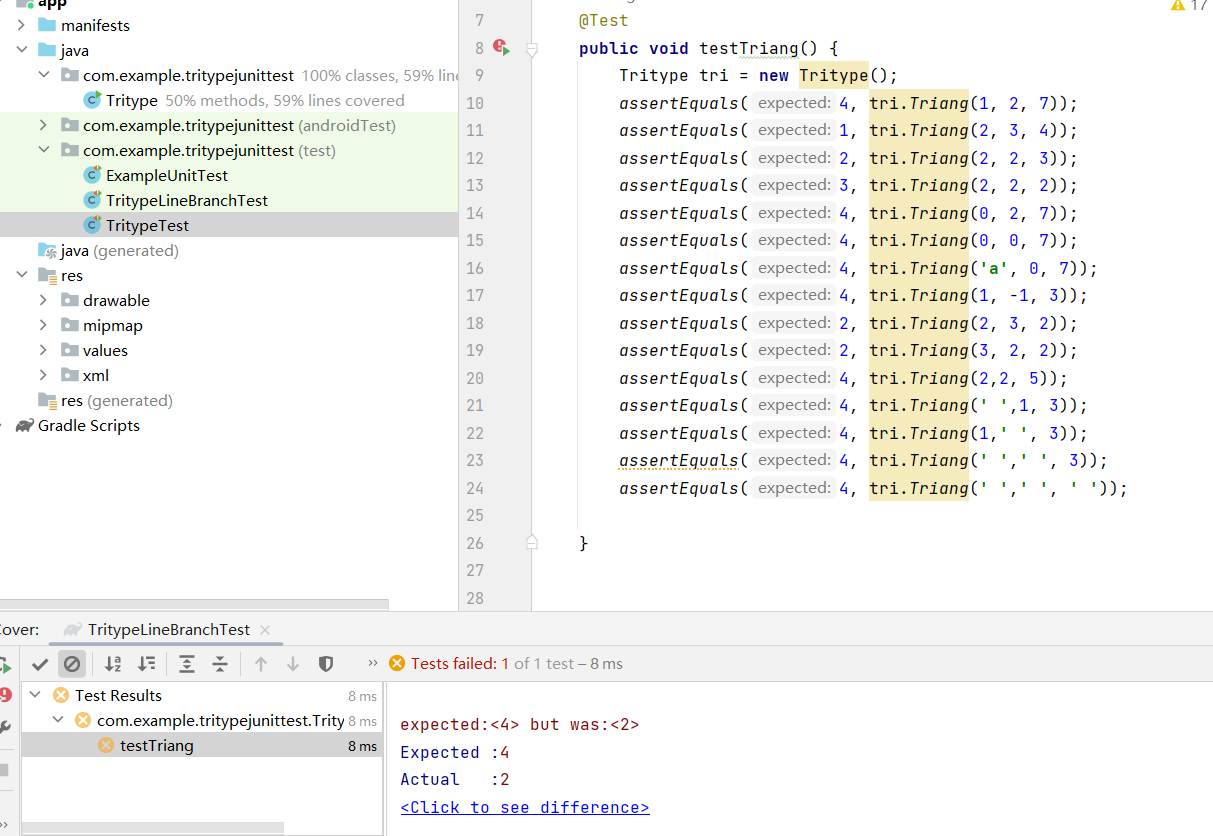 app
manifests
java
com.example.tritypejunittest 100% classes, 59% line
Tritype 50% methods, 59% lines covered
com.example.tritypejunittest (androidTest)
com.example.tritypejunittest (test)
ExampleUnitTest
TritypeLineBranchTest
TritypeTest
java (generated)
res
drawable
mipmap
values
xml
res (generated)
Gradle Scripts
17
7 @Test
8 public void testTriang() {
9 Tritype tri = new Tritype();
10 assertEquals( expected: 4, tri.Triang(1, 2, 7));
11 assertEquals( expected: 1, tri.Triang(2, 3, 4));
12 assertEquals( expected: 2, tri.Triang(2, 2, 3));
13 assertEquals( expected: 3, tri.Triang(2, 2, 2));
14 assertEquals( expected: 4, tri.Triang(0, 2, 7));
15 assertEquals( expected: 4, tri.Triang(0, 0, 7));
16 assertEquals( expected: 4, tri.Triang('a', 0, 7));
17 assertEquals( expected: 4, tri.Triang(1, -1, 3));
18 assertEquals( expected: 2, tri.Triang(2, 3, 2));
19 assertEquals( expected: 2, tri.Triang(3, 2, 2));
20 assertEquals( expected: 4, tri.Triang(2,2, 5));
21 assertEquals( expected: 4, tri.Triang(' ',1, 3));
22 assertEquals( expected: 4, tri.Triang(1,' ', 3));
23 assertEquals( expected: 4, tri.Triang(' ',' ', 3));
24 assertEquals( expected: 4, tri.Triang(' ',' ', ' '));
25
26 }
27
28
over: TritypeLineBranchTest
Tests failed: 1 of 1 test – 8 ms
Test Results 8 ms
com.example.tritypejunittest.Trity 8 ms
testTriang 8 ms
expected:<4> but was:<2>
Expected :4
Actual :2
<Click to see difference>